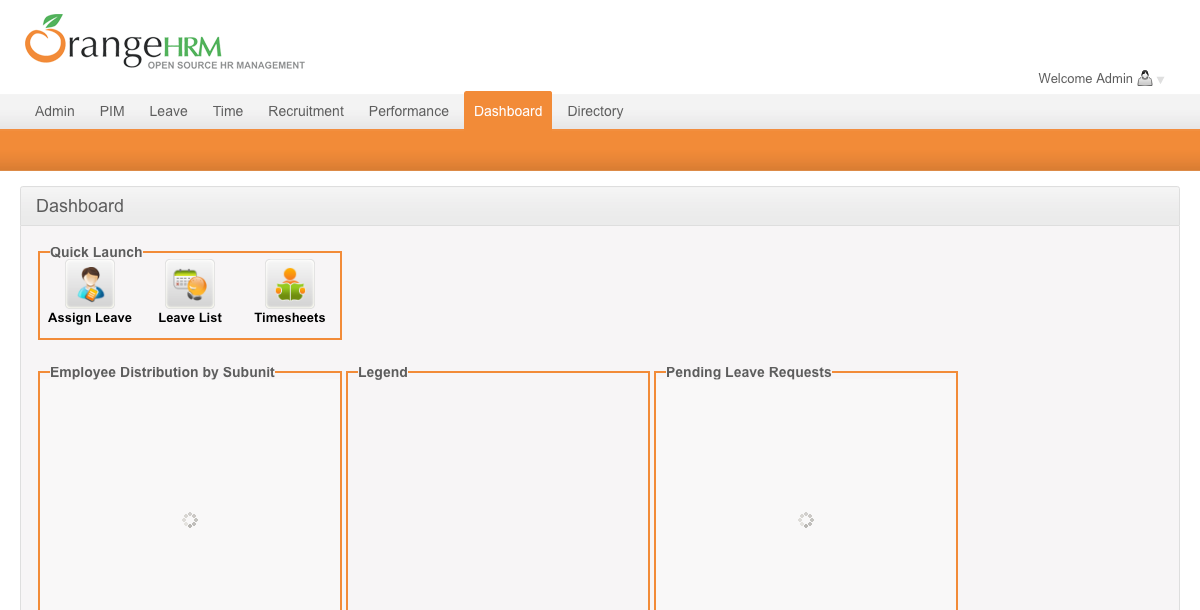 OrangeHRM
OPEN SOURCE HR MANAGEMENT
Welcome Admin
Admin PIM Leave Time Recruitment Performance Dashboard Directory
Dashboard
Quick Launch
Assign Leave Leave List Timesheets
Employee Distribution by Subunit Legend Pending Leave Requests